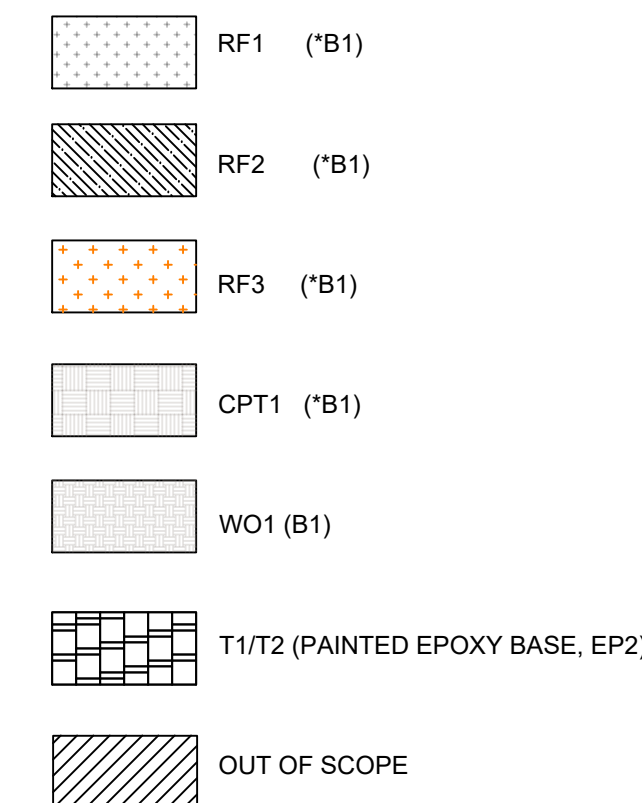 RF1 (*B1)
RF2 (*B1)
RF3 (*B1)
CPT1 (*B1)
WO1 (B1)
T1/T2 (PAINTED EPOXY BASE, EP2)
OUT OF SCOPE